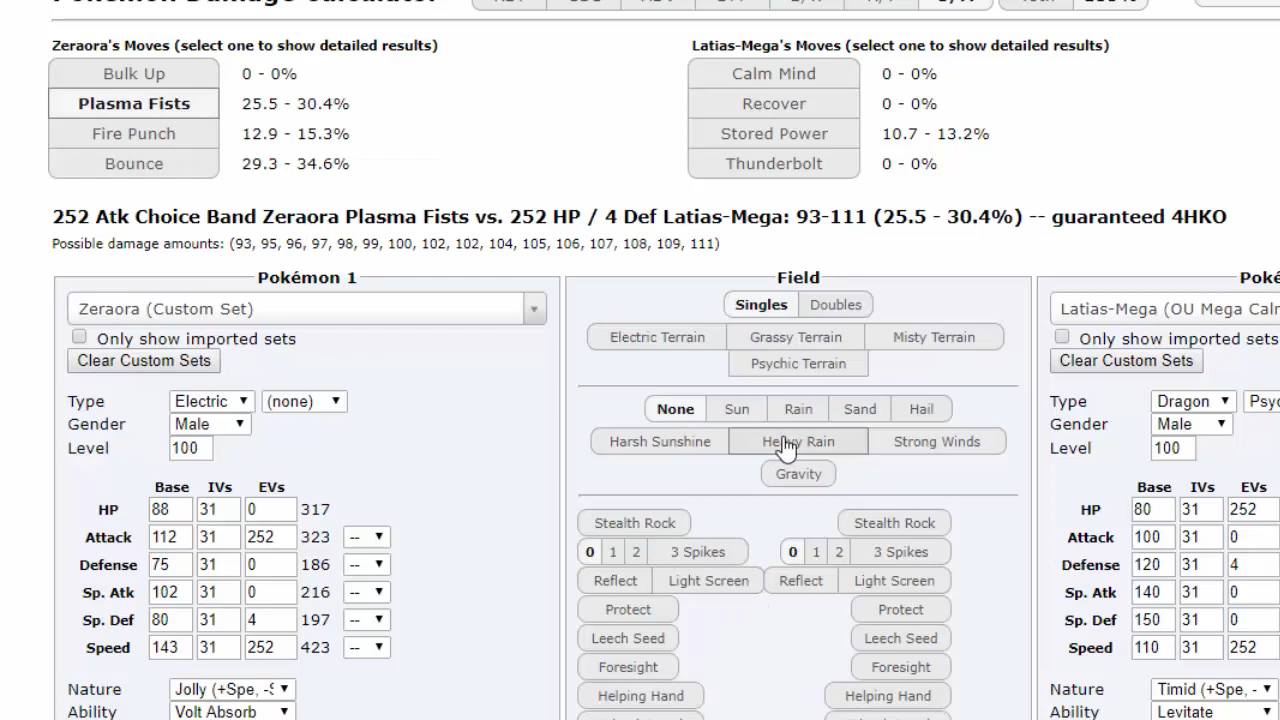 Zeraora's Moves (select one to show detailed results)
Bulk Up 0 - 0%
Plasma Fists 25.5 - 30.4%
Fire Punch 12.9 - 15.3%
Bounce 29.3 - 34.6%
Latias-Mega's Moves (select one to show detailed results)
Calm Mind 0 - 0%
Recover 0 - 0%
Stored Power 10.7 - 13.2%
Thunderbolt 0 - 0%
252 Atk Choice Band Zeraora Plasma Fists vs. 252 HP / 4 Def Latias-Mega: 93-111 (25.5 - 30.4%) -- guaranteed 4HKO
Possible damage amounts: (93, 95, 96, 97, 98, 99, 100, 102, 102, 104, 105, 106, 107, 108, 109, 111)
Pokémon 1
Zeraora (Custom Set)
Only show imported sets
Clear Custom Sets
Type Electric (none)
Gender Male
Level 100
Base IVs EVs
HP 88 31 0 317
Attack 112 31 252 323 --
Defense 75 31 0 186 --
Sp. Atk 102 31 0 216 --
Sp. Def 80 31 4 197 --
Speed 143 31 252 423 --
Nature Jolly (+Spe, -S
Ability Volt Absorb
Field
Singles Doubles
Electric Terrain Grassy Terrain Misty Terrain
Psychic Terrain
None Sun Rain Sand Hail
Harsh Sunshine Heavy Rain Strong Winds
Gravity
Stealth Rock Stealth Rock
0 1 2 3 Spikes 0 1 2 3 Spikes
Reflect Light Screen Reflect Light Screen
Protect Protect
Leech Seed Leech Seed
Foresight Foresight
Helping Hand Helping Hand
Poké
Latias-Mega (OU Mega Caln
Only show imported sets
Clear Custom Sets
Type Dragon Psyc
Gender Male
Level 100
Base IVs EVs
HP 80 31 252
Attack 100 31 0
Defense 120 31 4
Sp. Atk 140 31 0
Sp. Def 150 31 0
Speed 110 31 252
Nature Timid (+Spe, -
Ability Levitate